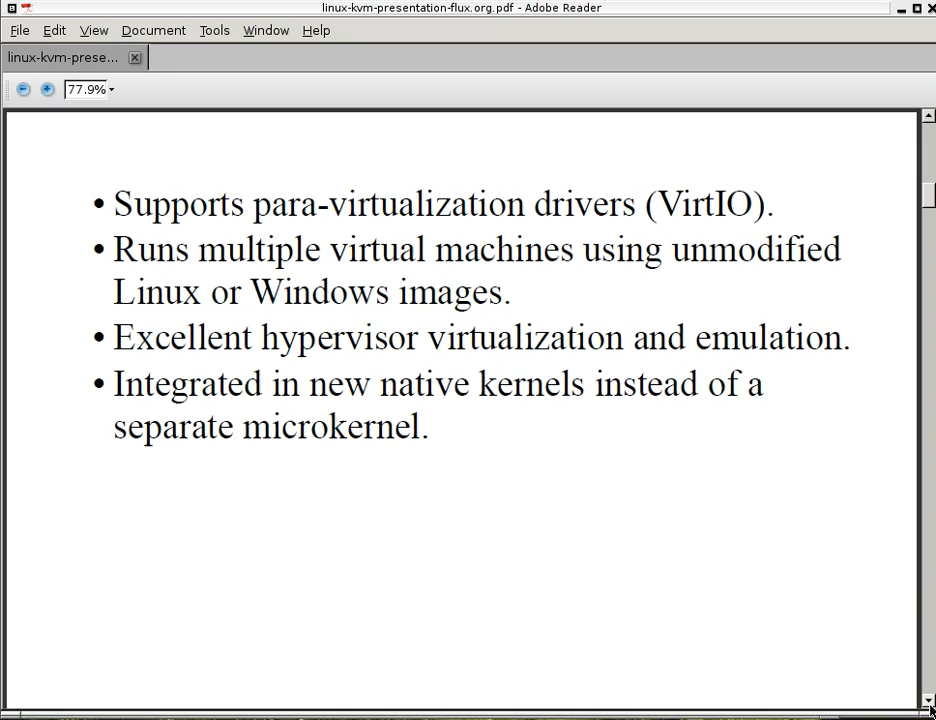 linux-kvm-presentation-flux.org.pdf - Adobe Reader
File Edit View Document Tools Window Help
linux-kvm-prese...
77.9%
• Supports para-virtualization drivers (VirtIO).
• Runs multiple virtual machines using unmodified
Linux or Windows images.
• Excellent hypervisor virtualization and emulation.
• Integrated in new native kernels instead of a
separate microkernel.